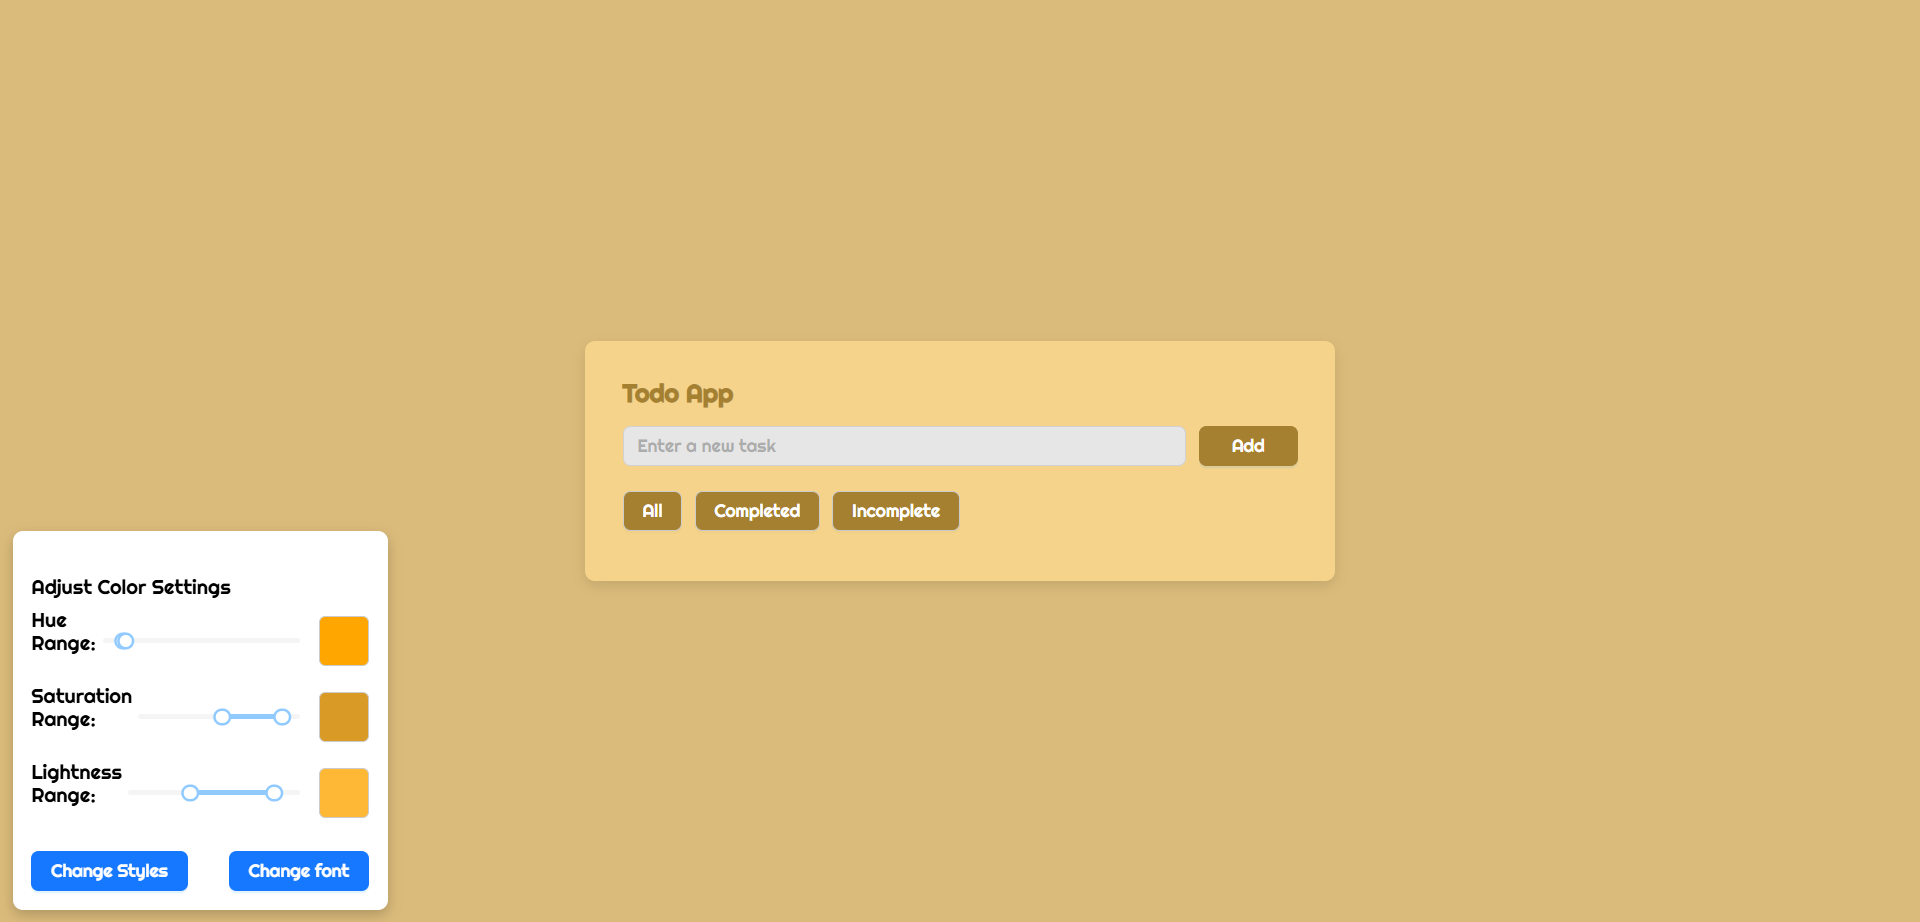 Todo App
Enter a new task
Add
All
Completed
Incomplete
Adjust Color Settings
Hue
Range:
Saturation
Range:
Lightness
Range:
Change Styles
Change font